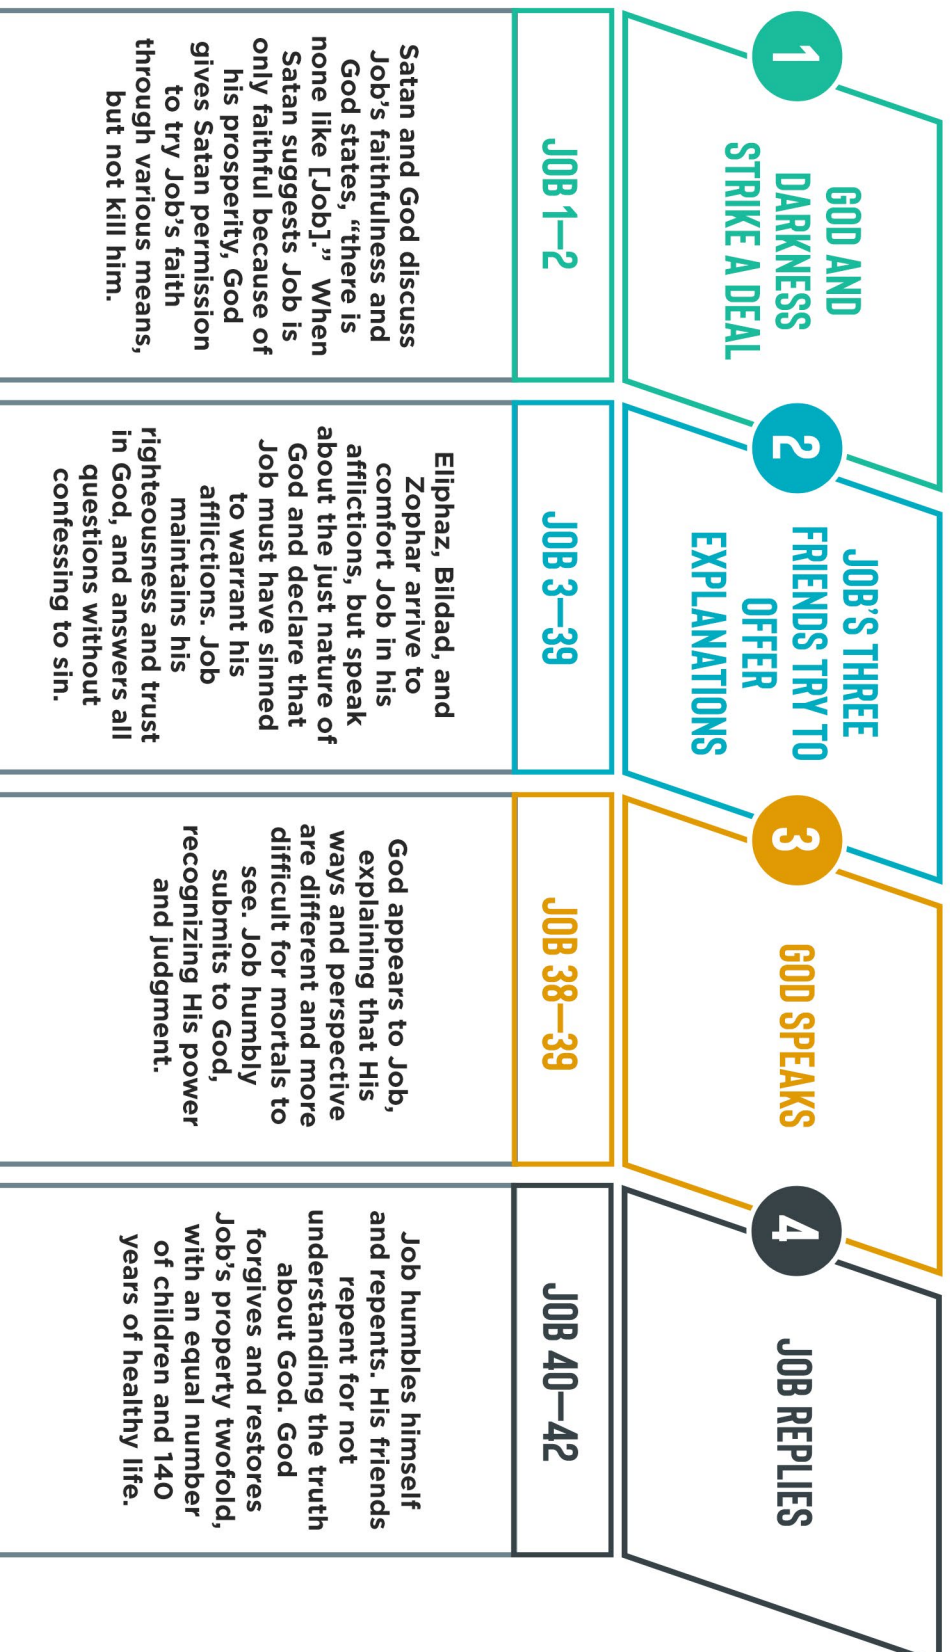 1
GOD AND
DARKNESS
STRIKE A DEAL
JOB 1–2
Satan and God discuss
Job’s faithfulness and
God states, “there is
none like [Job].” When
Satan suggests Job is
only faithful because of
his prosperity, God
gives Satan permission
to try Job’s faith
through various means,
but not kill him.
2
JOB’S THREE
FRIENDS TRY TO
OFFER
EXPLANATIONS
JOB 3–39
Eliphaz, Bildad, and
Zophar arrive to
comfort Job in his
afflictions, but speak
about the just nature of
God and declare that
Job must have sinned
to warrant his
afflictions. Job
maintains his
righteousness and trust
in God, and answers all
questions without
confessing to sin.
3
GOD SPEAKS
JOB 38–39
God appears to Job,
explaining that His
ways and perspective
are different and more
difficult for mortals to
see. Job humbly
submits to God,
recognizing His power
and judgment.
4
JOB REPLIES
JOB 40–42
Job humbles himself
and repents. His friends
repent for not
understanding the truth
about God. God
forgives and restores
Job’s property twofold,
with an equal number
of children and 140
years of healthy life.